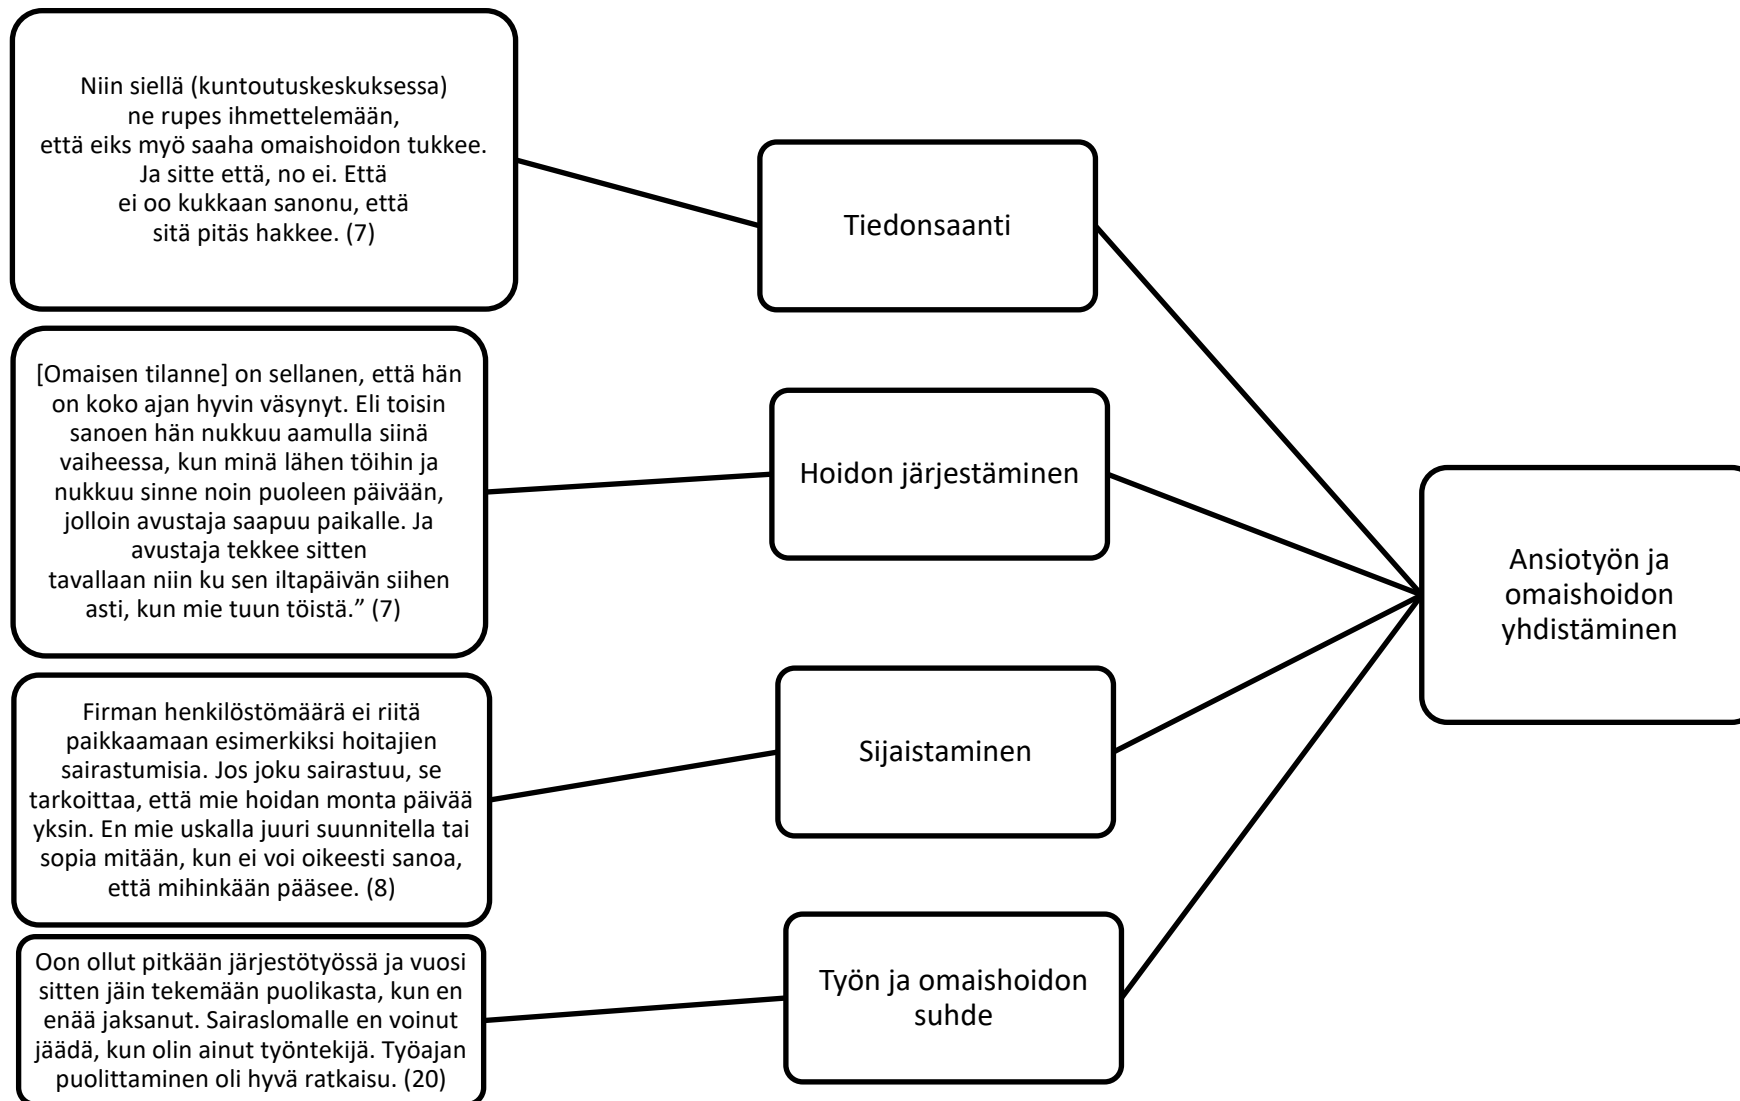 Niin siellä (kuntoutuskeskuksessa)
ne rupes ihmettelemään,
että eiks myö saaha omaishoidon tukkee.
Ja sitte että, no ei. Että
ei oo kukkaan sanonu, että
sitä pitäs hakkee. (7)
Tiedonsaanti
[Omaisen tilanne] on sellanen, että hän
on koko ajan hyvin väsynyt. Eli toisin
sanoen hän nukkuu aamulla siinä
vaiheessa, kun minä lähen töihin ja
nukkuu sinne noin puoleen päivään,
jolloin avustaja saapuu paikalle. Ja
avustaja tekkee sitten
tavallaan niin ku sen iltapäivän siihen
asti, kun mie tuun töistä.” (7)
Hoidon järjestäminen
Firman henkilöstömäärä ei riitä
paikkaamaan esimerkiksi hoitajien
sairastumisia. Jos joku sairastuu, se
tarkoittaa, että mie hoidan monta päivää
yksin. En mie uskalla juuri suunnitella tai
sopia mitään, kun ei voi oikeesti sanoa,
että mihinkään pääsee. (8)
Sijaistaminen
Oon ollut pitkään järjestötyössä ja vuosi
sitten jäin tekemään puolikasta, kun en
enää jaksanut. Sairaslomalle en voinut
jäädä, kun olin ainut työntekijä. Työajan
puolittaminen oli hyvä ratkaisu. (20)
Työn ja omaishoidon
suhde
Ansiotyön ja
omaishoidon
yhdistäminen